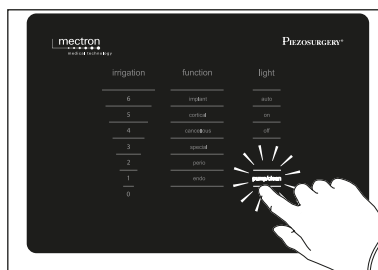 mectron
medical technology
PIEZOSURGERY®
irrigation function light
6 implant auto
5 cortical on
4 cancellous off
3 special
2 perio
1 endo pump/clean
0